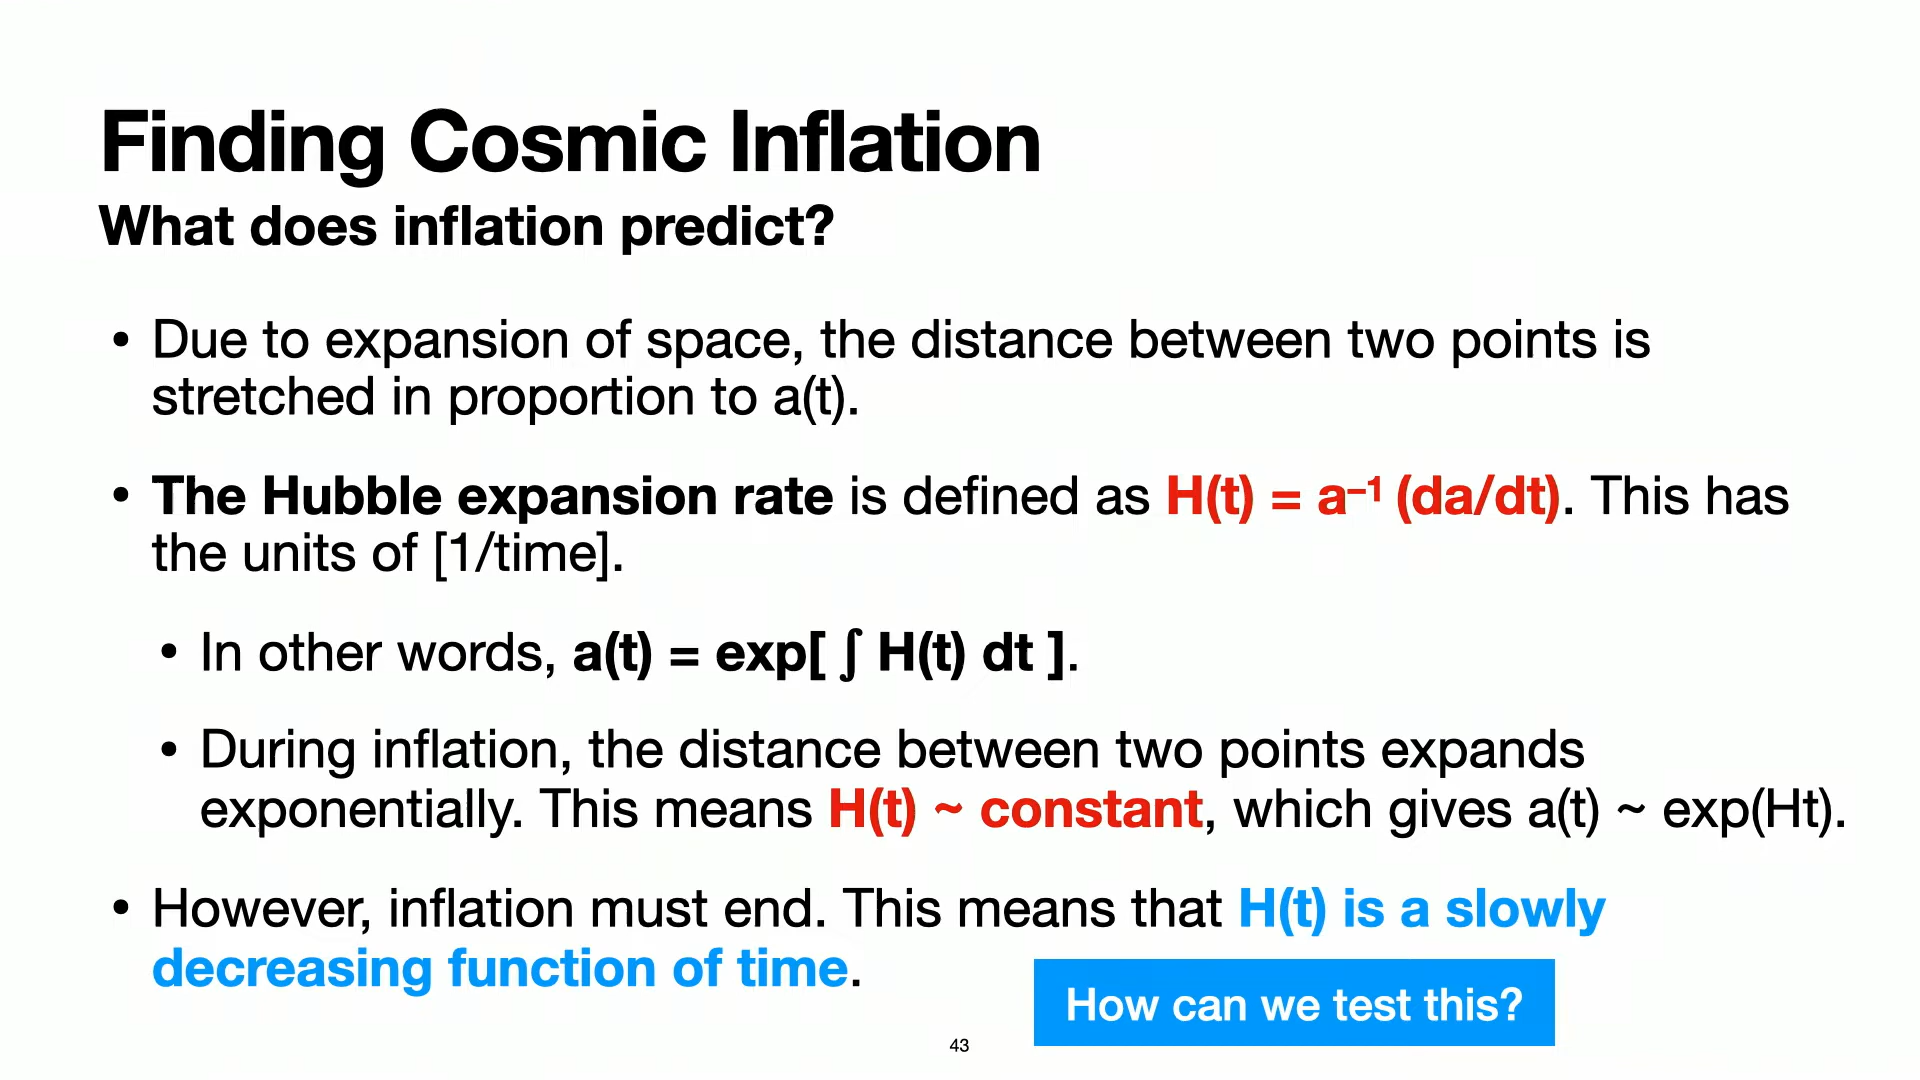 Finding Cosmic Inflation
What does inflation predict?
• Due to expansion of space, the distance between two points is
stretched in proportion to a(t).
• The Hubble expansion rate is defined as H(t) = a⁻¹ (da/dt). This has
the units of [1/time].
• In other words, a(t) = exp[ ∫ H(t) dt ].
• During inflation, the distance between two points expands
exponentially. This means H(t) ~ constant, which gives a(t) ~ exp(Ht).
• However, inflation must end. This means that H(t) is a slowly
decreasing function of time.
How can we test this?
43